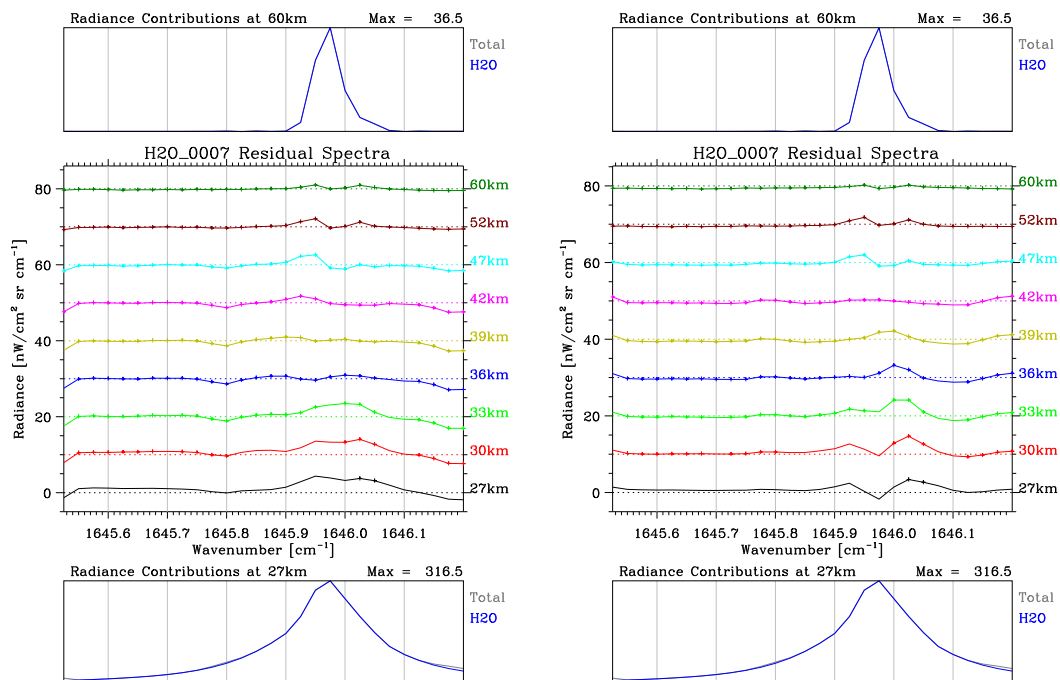 Radiance Contributions at 60km Max = 36.5
Total
H2O
H2O_0007 Residual Spectra
Radiance [nW/cm² sr cm⁻¹]
80
60
40
20
0
60km
52km
47km
42km
39km
36km
33km
30km
27km
1645.6 1645.7 1645.8 1645.9 1646.0 1646.1
Wavenumber [cm⁻¹]
Radiance Contributions at 27km Max = 316.5
Total
H2O
Radiance Contributions at 60km Max = 36.5
Total
H2O
H2O_0007 Residual Spectra
Radiance [nW/cm² sr cm⁻¹]
80
60
40
20
0
60km
52km
47km
42km
39km
36km
33km
30km
27km
1645.6 1645.7 1645.8 1645.9 1646.0 1646.1
Wavenumber [cm⁻¹]
Radiance Contributions at 27km Max = 316.5
Total
H2O